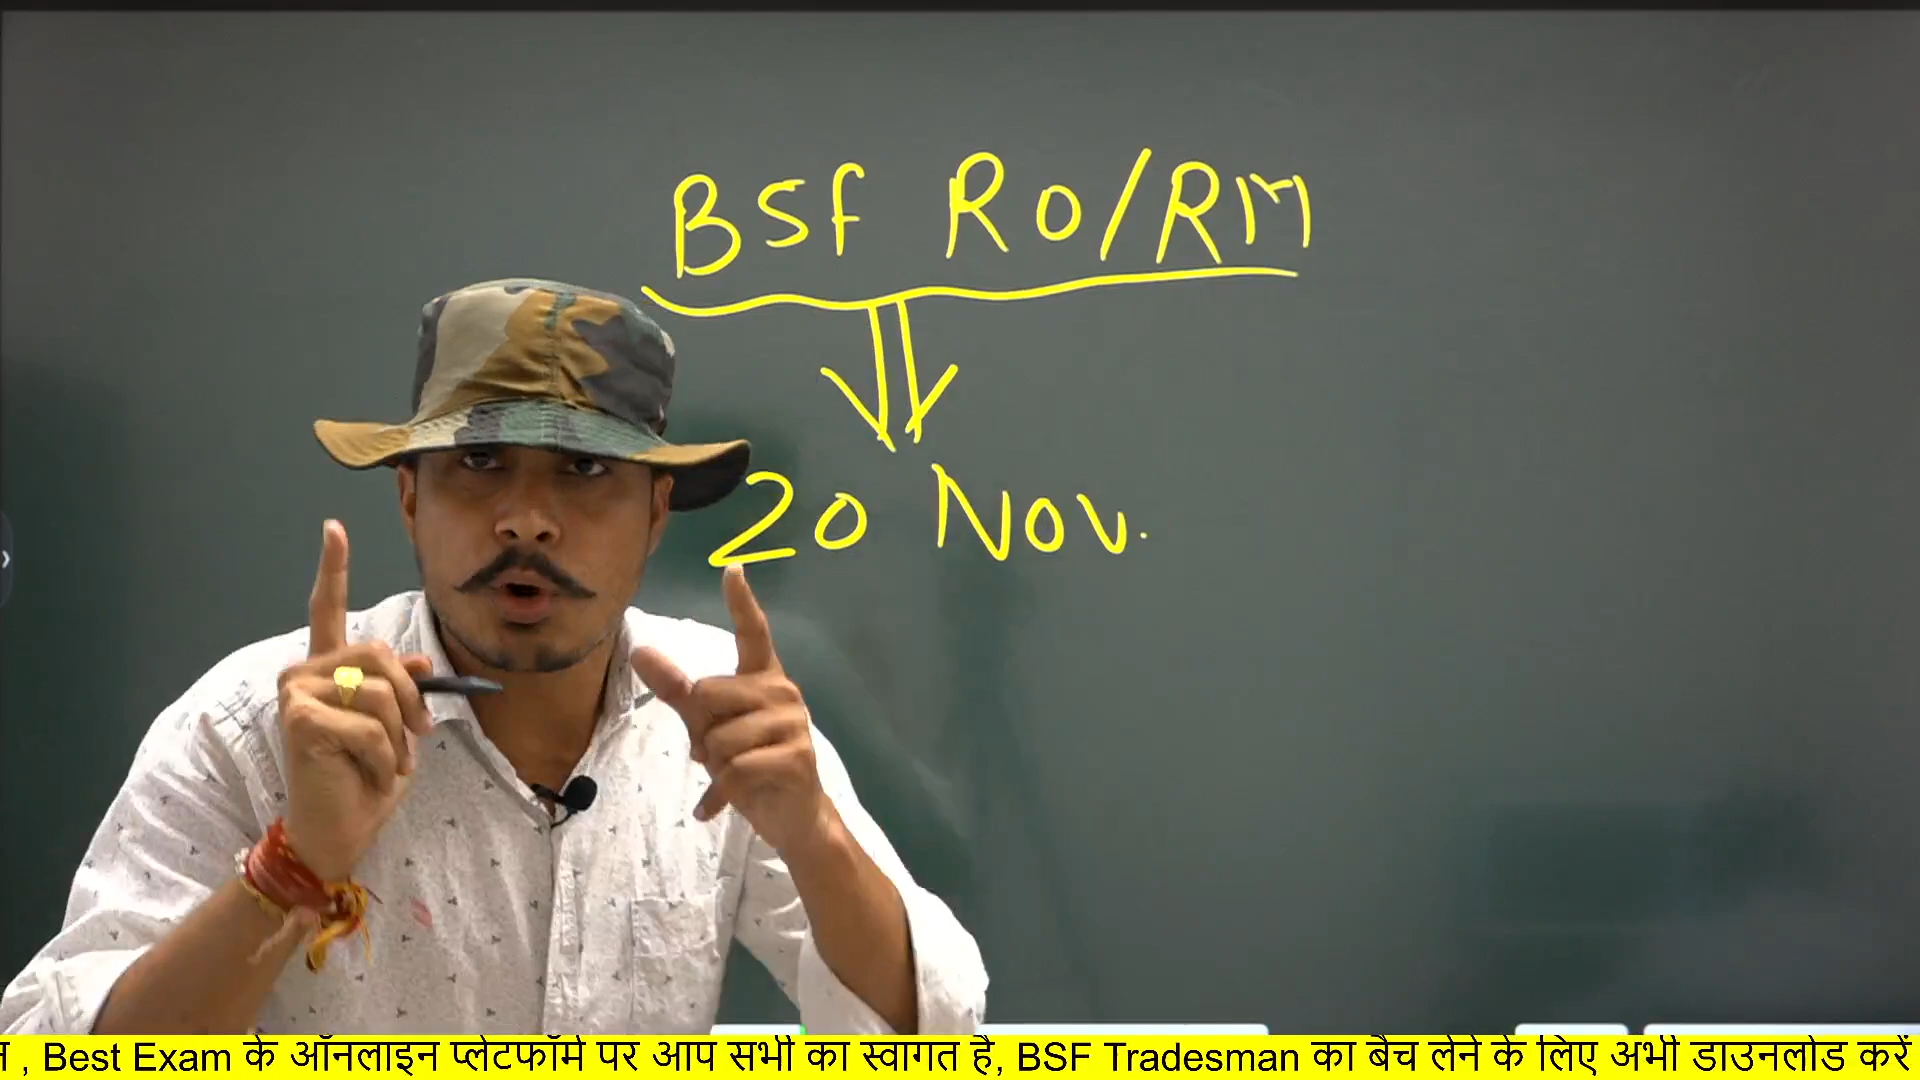 BSF RO/RM
20 Nov.
, Best Exam के ऑनलाइन प्लेटफॉर्म पर आप सभी का स्वागत है, BSF Tradesman का बैच लेने के लिए अभी डाउनलोड करें